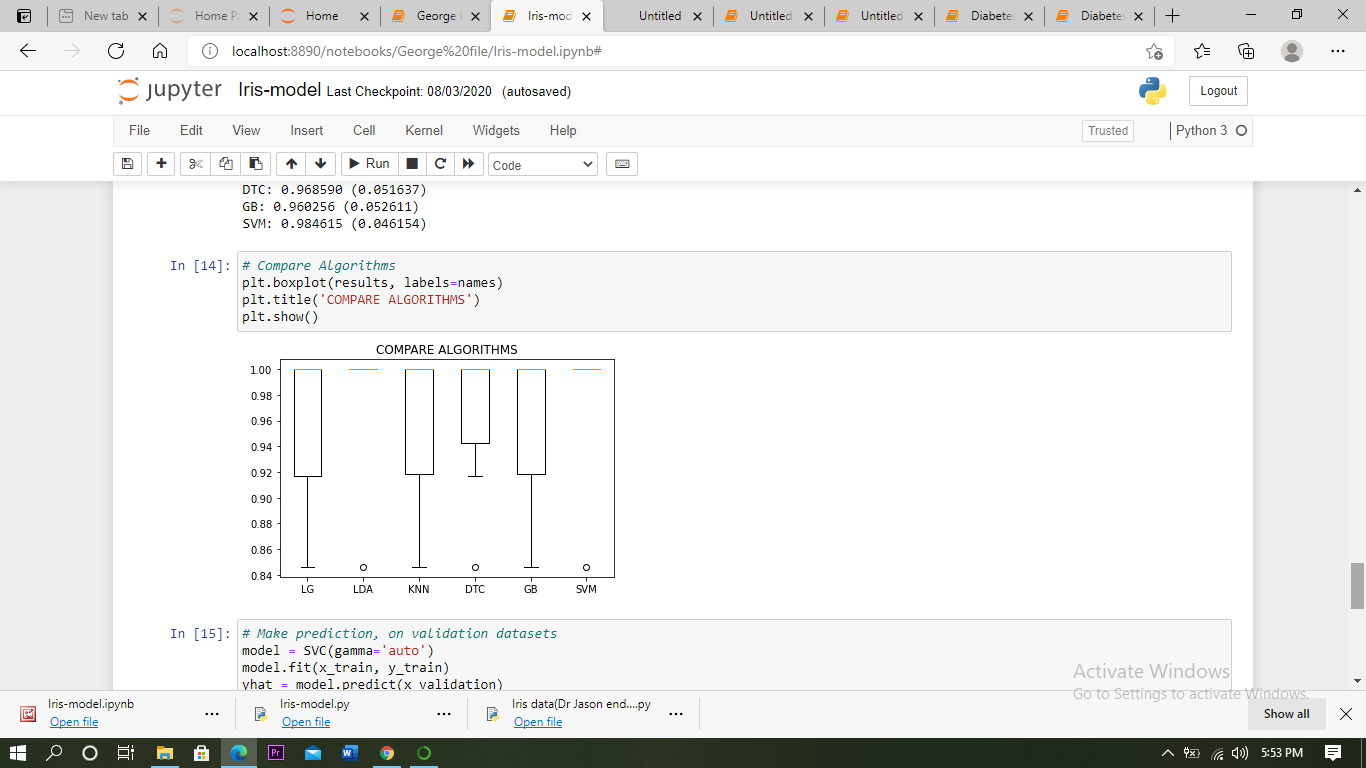 New tab
Home P
Home
George
Iris-mod
Untitled
Untitled
Untitled
Diabete
Diabete
localhost:8890/notebooks/George%20file/Iris-model.ipynb#
jupyter Iris-model Last Checkpoint: 08/03/2020 (autosaved)
Logout
File Edit View Insert Cell Kernel Widgets Help
Trusted
Python 3
Run
Code
DTC: 0.968590 (0.051637)
GB: 0.960256 (0.052611)
SVM: 0.984615 (0.046154)
In [14]:
# Compare Algorithms
plt.boxplot(results, labels=names)
plt.title('COMPARE ALGORITHMS')
plt.show()
COMPARE ALGORITHMS
1.00
0.98
0.96
0.94
0.92
0.90
0.88
0.86
0.84
LG LDA KNN DTC GB SVM
In [15]:
# Make prediction, on validation datasets
model = SVC(gamma='auto')
model.fit(x_train, y_train)
yhat = model.predict(x_validation)
Activate Windows
Go to Settings to activate Windows.
Iris-model.ipynb
Open file
Iris-model.py
Open file
Iris data(Dr Jason end....py
Open file
Show all
Pr
W
5:53 PM